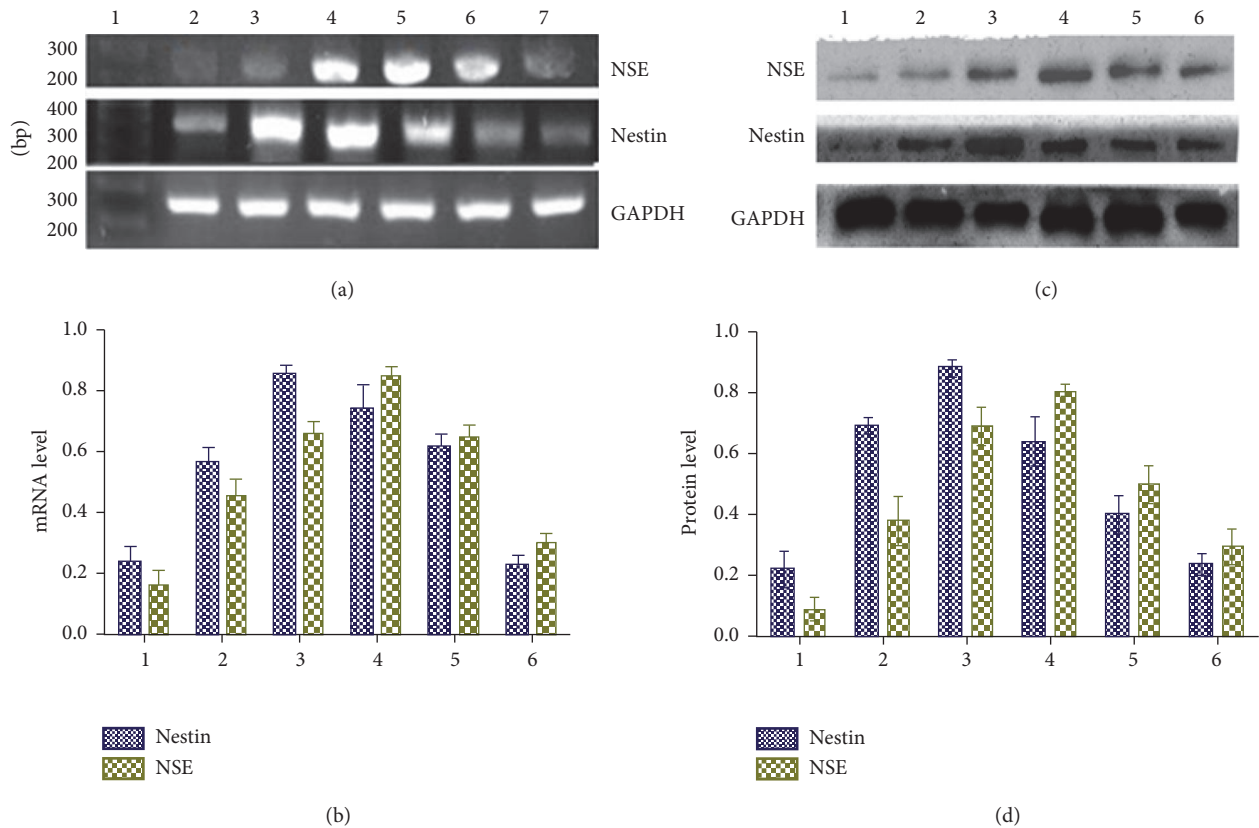 1 2 3 4 5 6 7
300
200
NSE
400
300
200
Nestin
300
200
GAPDH
(bp)
(a)
1 2 3 4 5 6
NSE
Nestin
GAPDH
(c)
1.0
0.8
0.6
0.4
0.2
0.0
mRNA level
1 2 3 4 5 6
Nestin
NSE
(b)
1.0
0.8
0.6
0.4
0.2
0.0
Protein level
1 2 3 4 5 6
Nestin
NSE
(d)